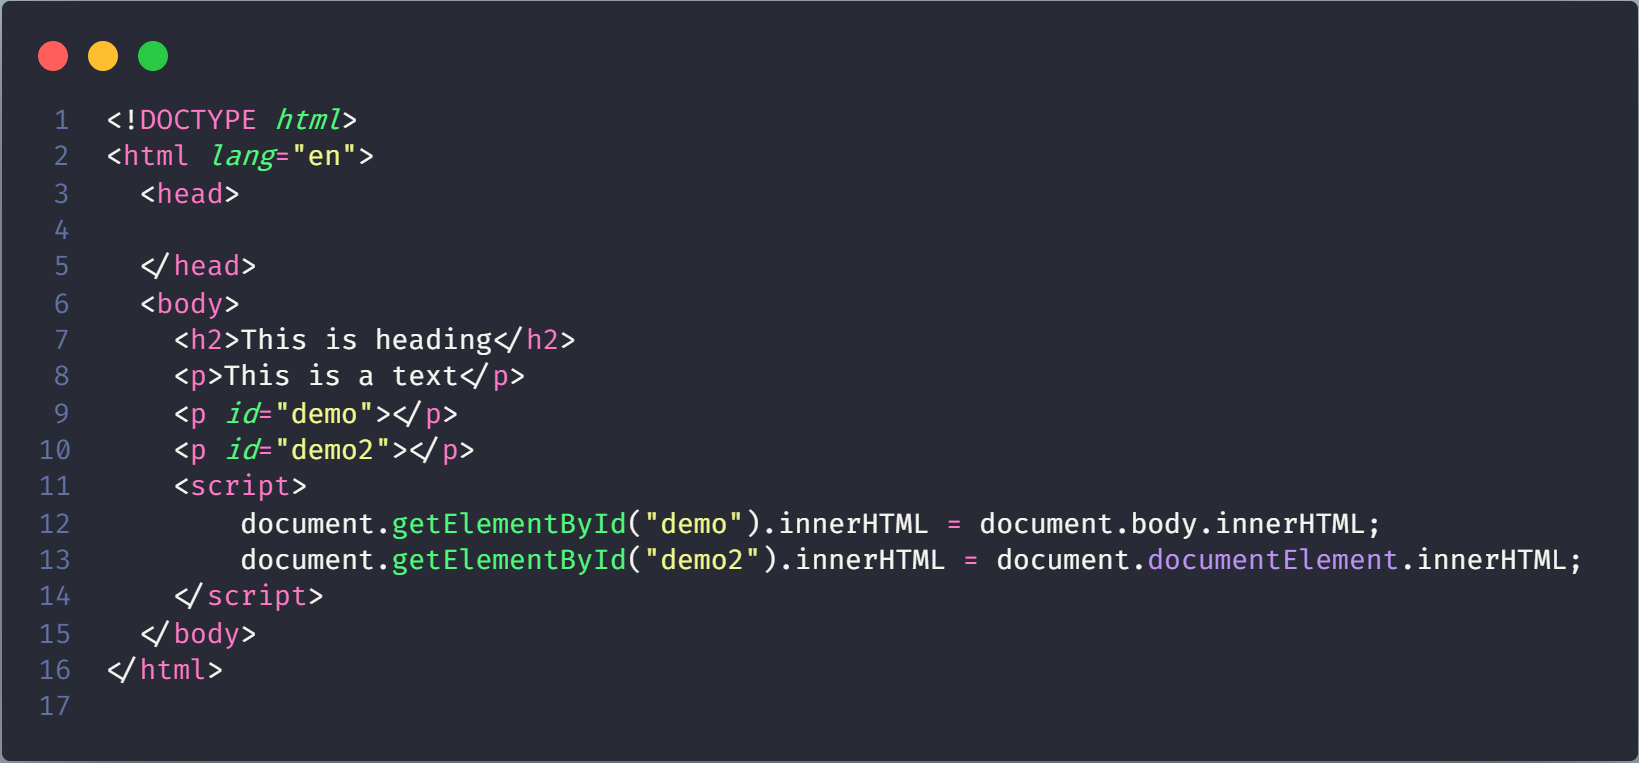 1 <!DOCTYPE html>
2 <html lang="en">
3   <head>
4
5   </head>
6   <body>
7     <h2>This is heading</h2>
8     <p>This is a text</p>
9     <p id="demo"></p>
10     <p id="demo2"></p>
11     <script>
12         document.getElementById("demo").innerHTML = document.body.innerHTML;
13         document.getElementById("demo2").innerHTML = document.documentElement.innerHTML;
14     </script>
15   </body>
16 </html>
17